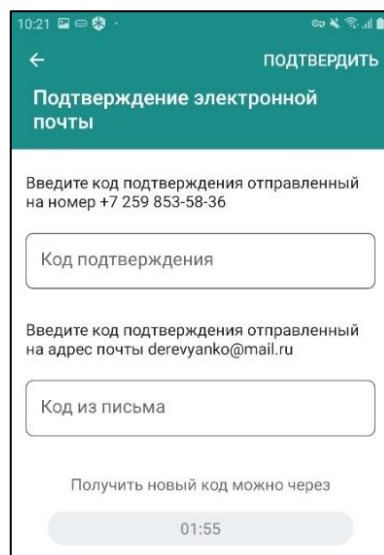 10:21
ПОДТВЕРДИТЬ
Подтверждение электронной
почты
Введите код подтверждения отправленный
на номер +7 259 853-58-36
Код подтверждения
Введите код подтверждения отправленный
на адрес почты derevyanko@mail.ru
Код из письма
Получить новый код можно через
01:55